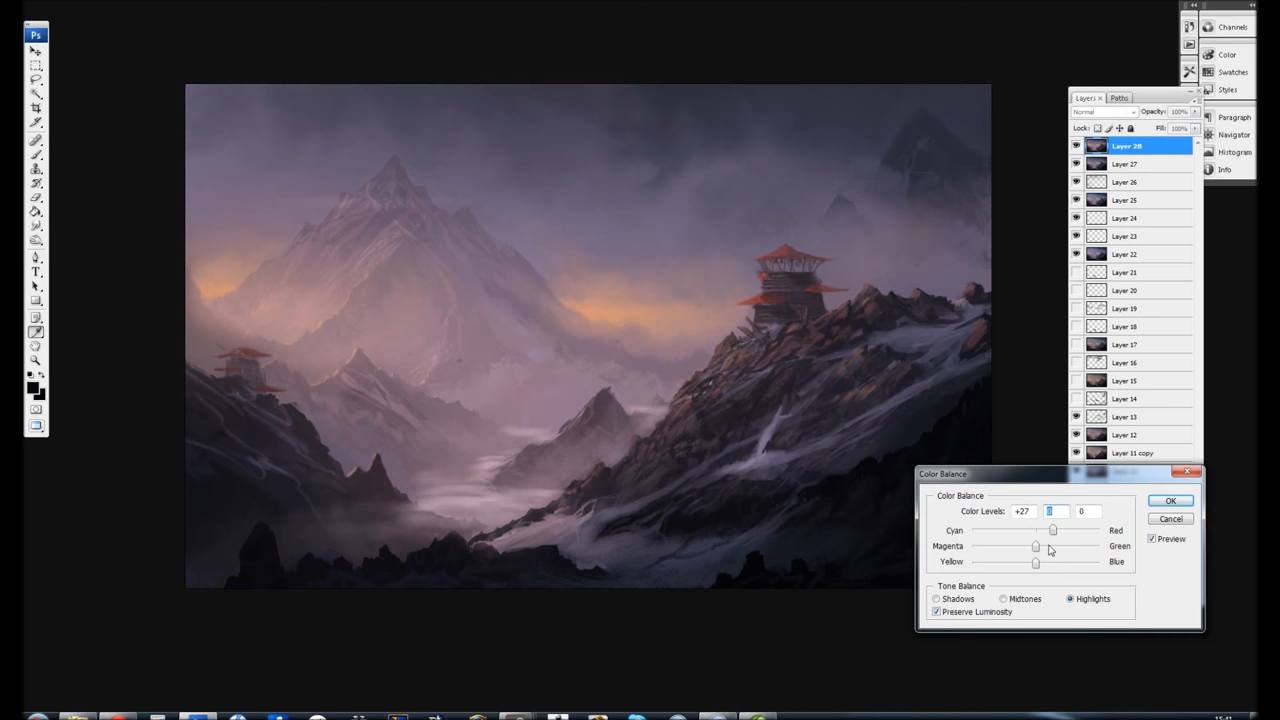 Ps
Channels
Color
Swatches
Styles
Paragraph
Navigator
Histogram
Info
Layers × Paths
Normal Opacity: 100%
Lock: Fill: 100%
Layer 28
Layer 27
Layer 26
Layer 25
Layer 24
Layer 23
Layer 22
Layer 21
Layer 20
Layer 19
Layer 18
Layer 17
Layer 16
Layer 15
Layer 14
Layer 13
Layer 12
Layer 11 copy
Color Balance
Color Balance
Color Levels: +27 0 0
Cyan Red
Magenta Green
Yellow Blue
OK
Cancel
Preview
Tone Balance
Shadows Midtones Highlights
Preserve Luminosity